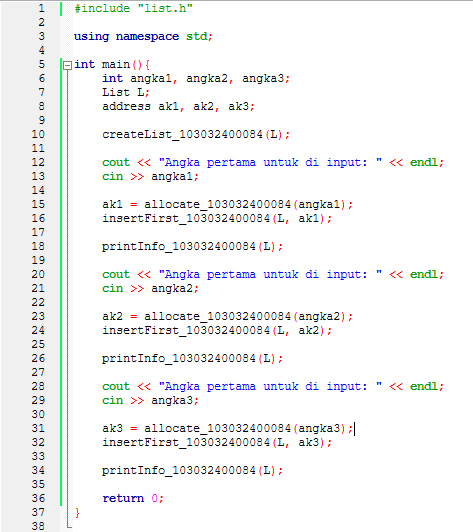 1 #include "list.h"
2
3 using namespace std;
4
5 int main(){
6 int angka1, angka2, angka3;
7 List L;
8 address ak1, ak2, ak3;
9
10 createList_103032400084(L);
11
12 cout << "Angka pertama untuk di input: " << endl;
13 cin >> angka1;
14
15 ak1 = allocate_103032400084(angka1);
16 insertFirst_103032400084(L, ak1);
17
18 printInfo_103032400084(L);
19
20 cout << "Angka pertama untuk di input: " << endl;
21 cin >> angka2;
22
23 ak2 = allocate_103032400084(angka2);
24 insertFirst_103032400084(L, ak2);
25
26 printInfo_103032400084(L);
27
28 cout << "Angka pertama untuk di input: " << endl;
29 cin >> angka3;
30
31 ak3 = allocate_103032400084(angka3);
32 insertFirst_103032400084(L, ak3);
33
34 printInfo_103032400084(L);
35
36 return 0;
37 }
38